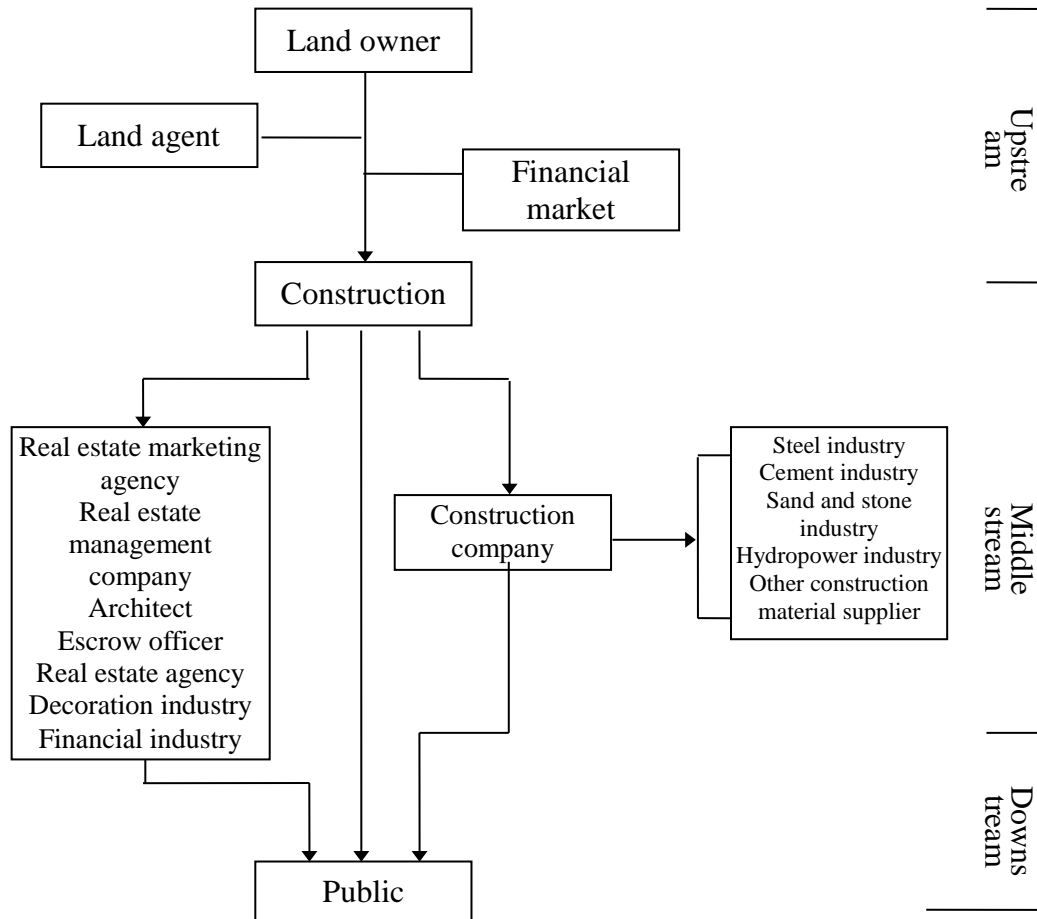 Land owner
Land agent
Financial
market
Construction
Real estate marketing
agency
Real estate
management
company
Architect
Escrow officer
Real estate agency
Decoration industry
Financial industry
Construction
company
Steel industry
Cement industry
Sand and stone
industry
Hydropower industry
Other construction
material supplier
Public
Upstre
am
Middle
stream
Downs
tream